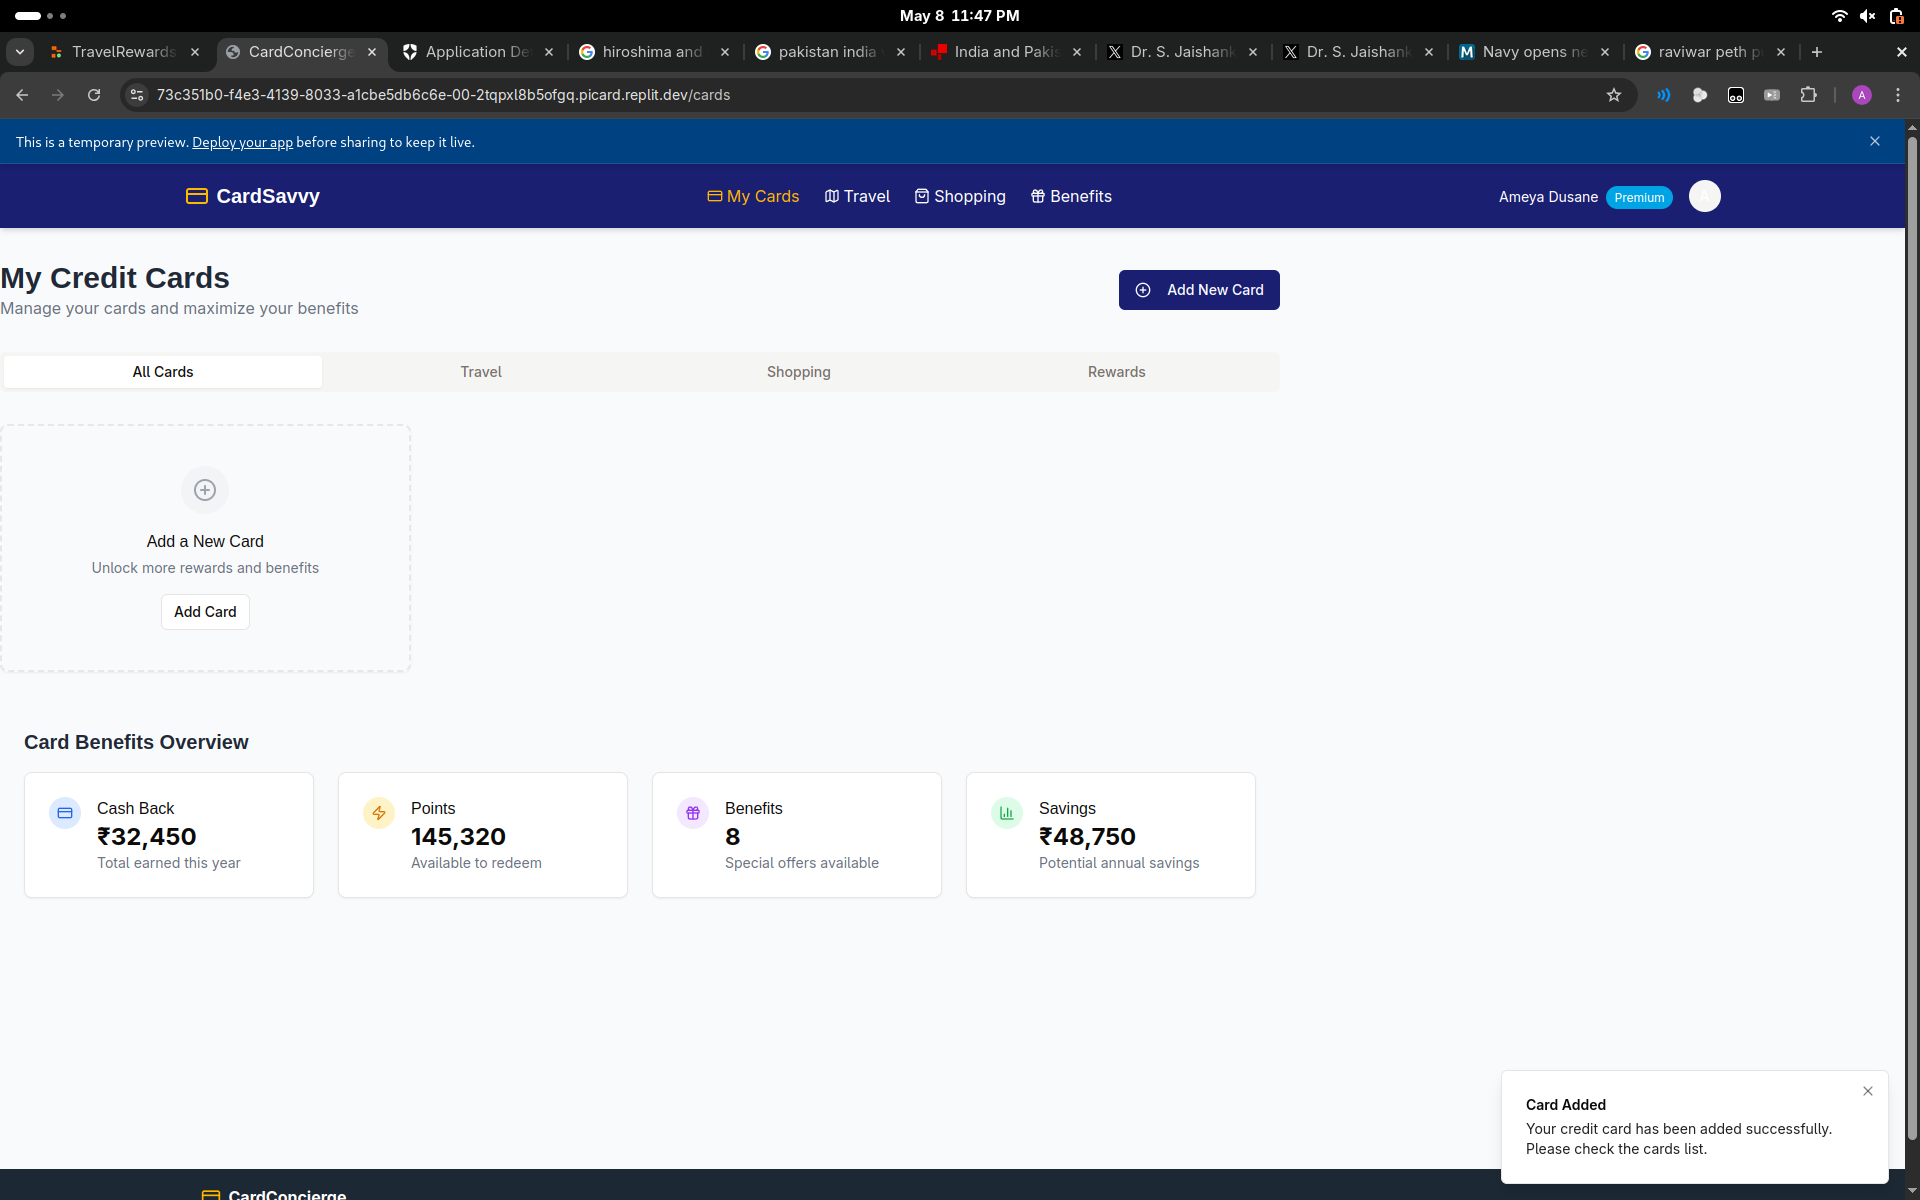 May 8 11:47 PM
TravelRewards
CardConcierge
Application De
hiroshima and
pakistan india
India and Pakis
Dr. S. Jaishank
Dr. S. Jaishank
Navy opens ne
raviwar peth p
73c351b0-f4e3-4139-8033-a1cbe5db6c6e-00-2tqpxl8b5ofgq.picard.replit.dev/cards
A
This is a temporary preview. Deploy your app before sharing to keep it live.
CardSavvy
My Cards
Travel
Shopping
Benefits
Ameya Dusane
Premium
My Credit Cards
Manage your cards and maximize your benefits
Add New Card
All Cards
Travel
Shopping
Rewards
Add a New Card
Unlock more rewards and benefits
Add Card
Card Benefits Overview
Cash Back
₹32,450
Total earned this year
Points
145,320
Available to redeem
Benefits
8
Special offers available
Savings
₹48,750
Potential annual savings
Card Added
Your credit card has been added successfully.
Please check the cards list.
CardConcierge